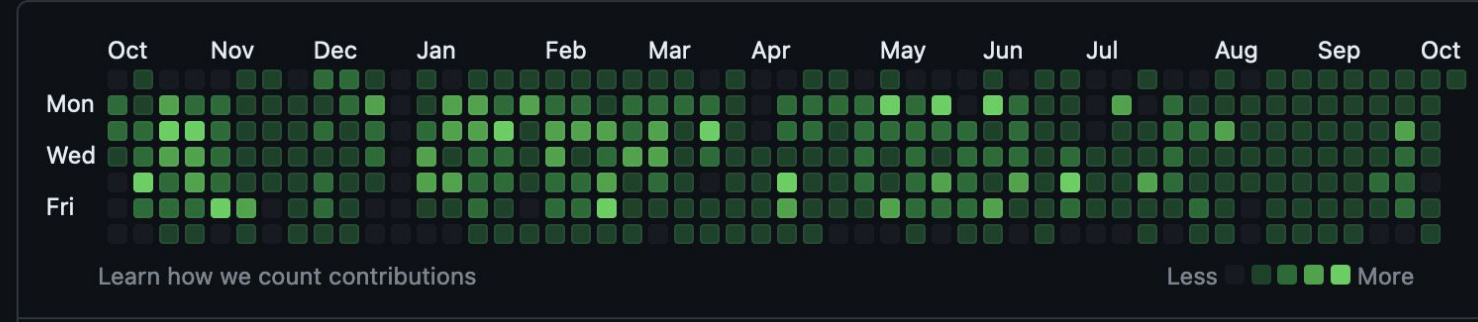 Oct Nov Dec Jan Feb Mar Apr May Jun Jul Aug Sep Oct
Mon
Wed
Fri
Learn how we count contributions
Less More